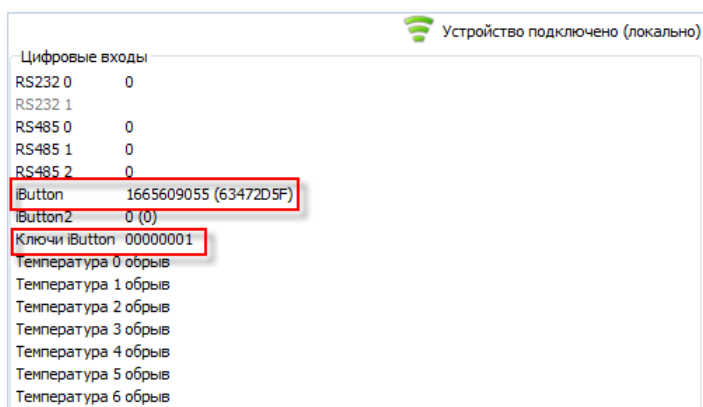 Устройство подключено (локально)
Цифровые входы
RS232 0 0
RS232 1
RS485 0 0
RS485 1 0
RS485 2 0
iButton 1665609055 (63472D5F)
iButton2 0 (0)
Ключи iButton 00000001
Температура 0 обрыв
Температура 1 обрыв
Температура 2 обрыв
Температура 3 обрыв
Температура 4 обрыв
Температура 5 обрыв
Температура 6 обрыв